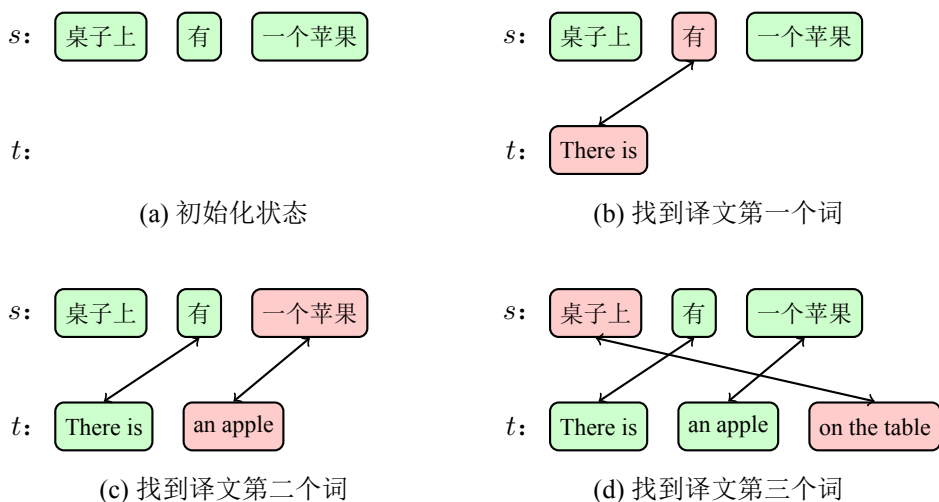 s: 桌子上 有 一个苹果
t:
(a) 初始化状态
s: 桌子上 有 一个苹果
t: There is
(b) 找到译文第一个词
s: 桌子上 有 一个苹果
t: There is an apple
(c) 找到译文第二个词
s: 桌子上 有 一个苹果
t: There is an apple on the table
(d) 找到译文第三个词